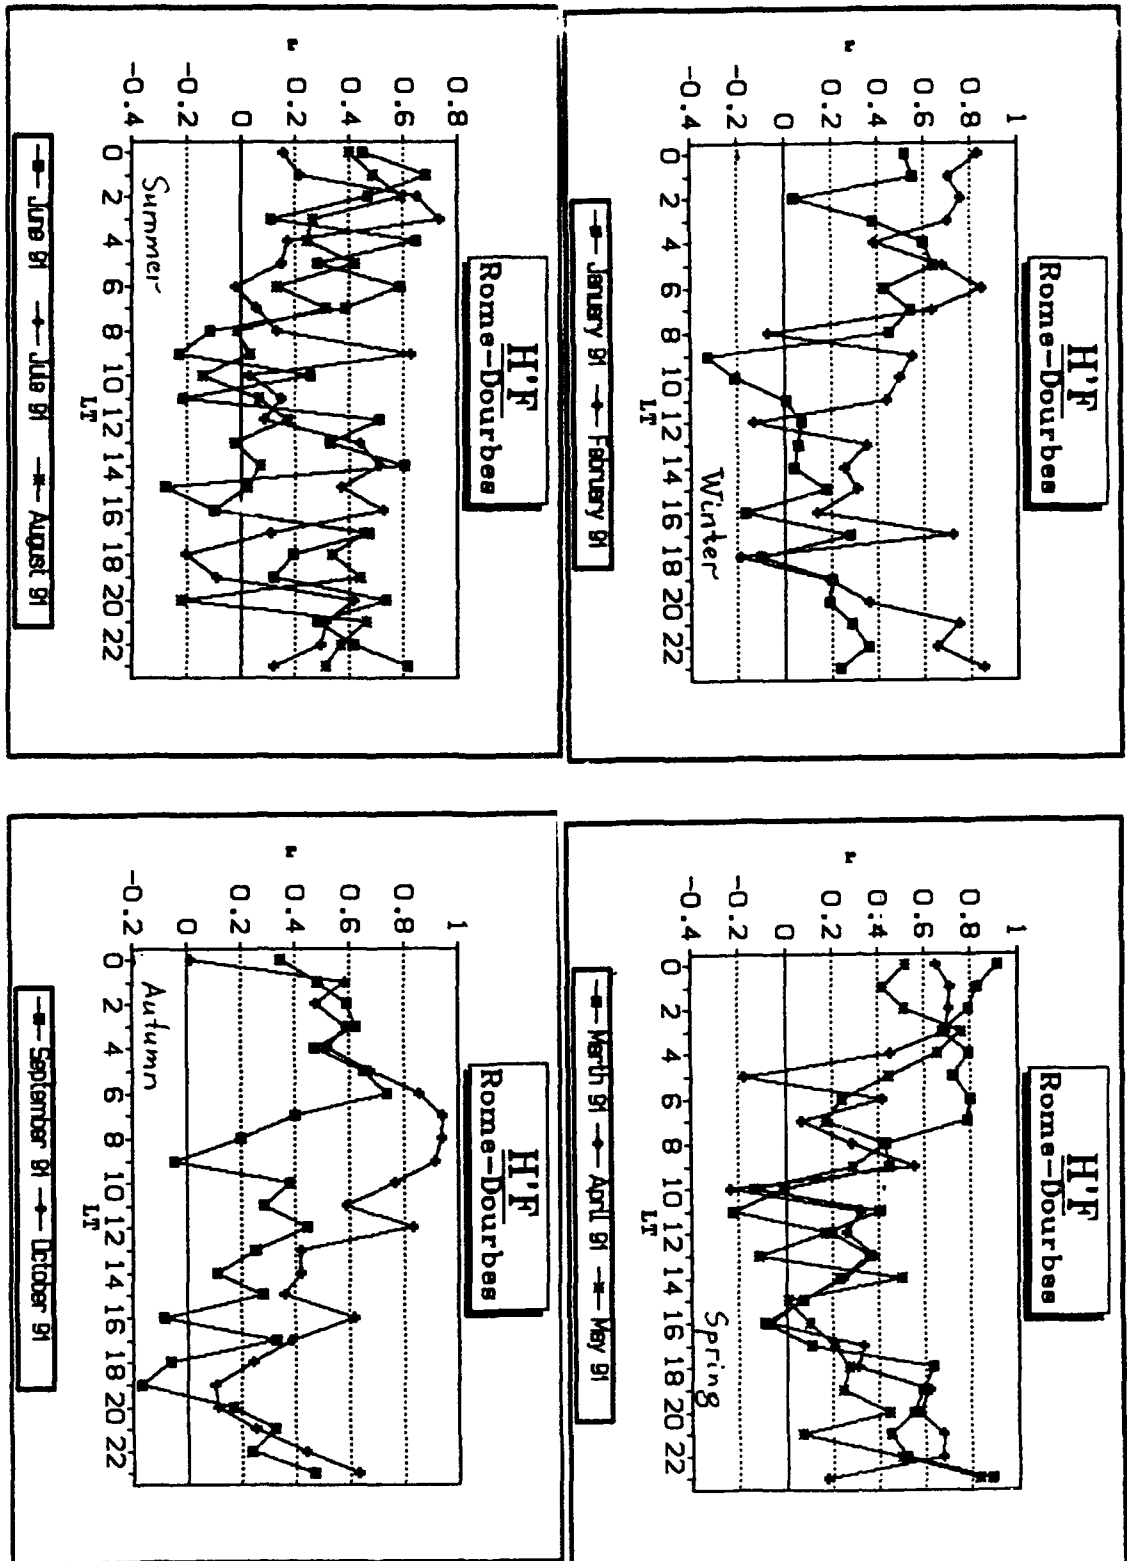 H'F
Rome-Dourbes
1
0.8
0.6
0.4
0.2
0
-0.2
-0.4
r
Winter
0 2 4 6 8 10 12 14 16 18 20 22
LT
January 91 February 91
H'F
Rome-Dourbes
1
0.8
0.6
0.4
0.2
0
-0.2
-0.4
r
Spring
0 2 4 6 8 10 12 14 16 18 20 22
LT
Marth 91 April 91 May 91
H'F
Rome-Dourbes
0.8
0.6
0.4
0.2
0
-0.2
-0.4
r
Summer
0 2 4 6 8 10 12 14 16 18 20 22
LT
June 91 Jule 91 August 91
H'F
Rome-Dourbes
1
0.8
0.6
0.4
0.2
0
-0.2
r
Autumn
0 2 4 6 8 10 12 14 16 18 20 22
LT
September 91 October 91